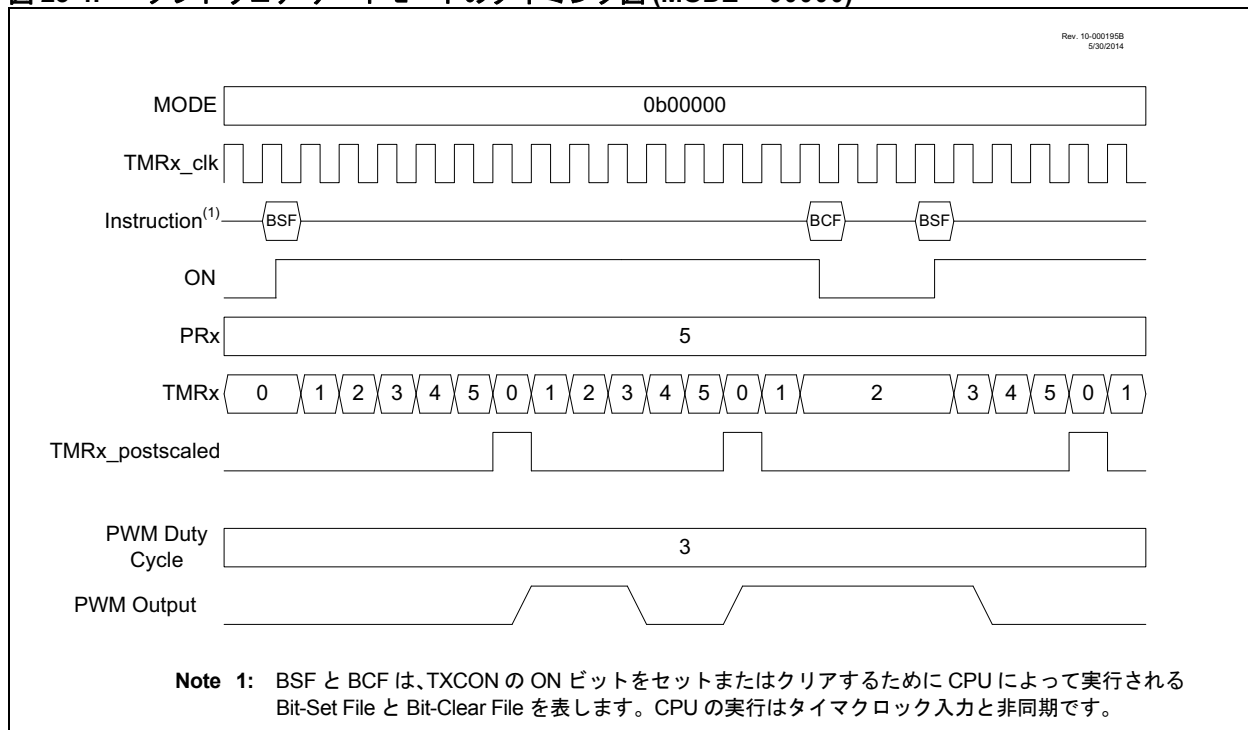 Rev. 10-000195B
5/30/2014
MODE 0b00000
TMRx_clk
Instruction(1) BSF BCF BSF
ON
PRx 5
TMRx 0 1 2 3 4 5 0 1 2 3 4 5 0 1 2 3 4 5 0 1
TMRx_postscaled
PWM Duty
Cycle
3
PWM Output
Note 1: BSF と BCF は、TXCON の ON ビットをセットまたはクリアするために CPU によって実行される
Bit-Set File と Bit-Clear File を表します。CPU の実行はタイマクロック入力と非同期です。